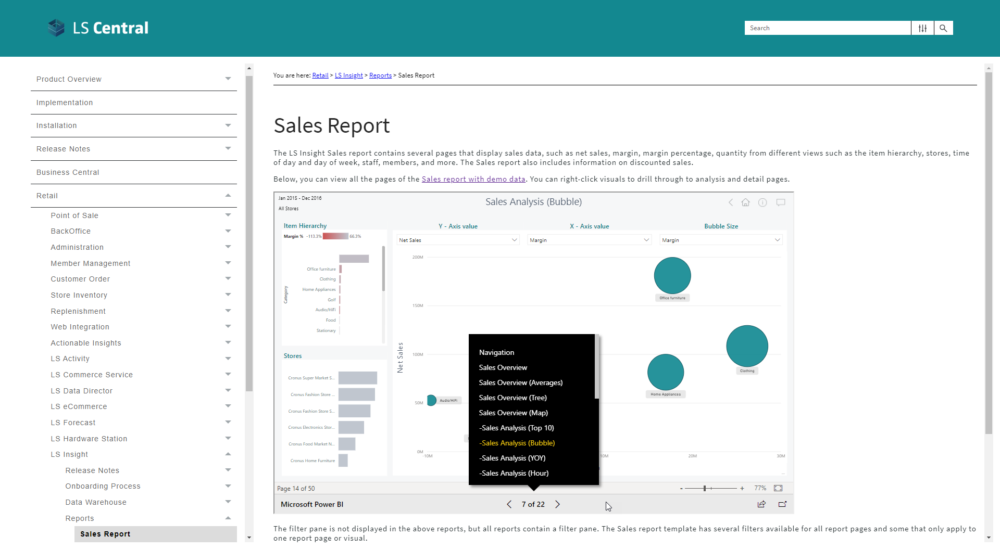 LS Central
Search
Product Overview
Implementation
Installation
Release Notes
Business Central
Retail
Point of Sale
BackOffice
Administration
Member Management
Customer Order
Store Inventory
Replenishment
Web Integration
Actionable Insights
LS Activity
LS Commerce Service
LS Data Director
LS eCommerce
LS Forecast
LS Hardware Station
LS Insight
Release Notes
Onboarding Process
Data Warehouse
Reports
Sales Report
You are here: Retail > LS Insight > Reports > Sales Report
Sales Report
The LS Insight Sales report contains several pages that display sales data, such as net sales, margin, margin percentage, quantity from different views such as the item hierarchy, stores, time
of day and day of week, staff, members, and more. The Sales report also includes information on discounted sales.
Below, you can view all the pages of the Sales report with demo data. You can right-click visuals to drill through to analysis and detail pages.
Jan 2015 - Dec 2016
All Stores
Sales Analysis (Bubble)
Item Hierarchy
Margin % -113.3% 66.3%
Category
Office furniture
Clothing
Home Appliances
Golf
Audio/HiFi
Food
Stationary
Stores
Cronus Super Market S...
Cronus Fashion Store ...
Cronus Fashion Store S...
Cronus Electronics Stor...
Cronus Food Market N...
Cronus Home Furniture
Y - Axis value
X - Axis value
Bubble Size
Net Sales
Margin
Margin
Net Sales
200M
150M
100M
50M
0M
-10M
10M
20M
30M
Office furniture
Clothing
Home Appliances
Audio/HiFi
Navigation
Sales Overview
Sales Overview (Averages)
Sales Overview (Tree)
Sales Overview (Map)
-Sales Analysis (Top 10)
-Sales Analysis (Bubble)
-Sales Analysis (YOY)
-Sales Analysis (Hour)
Page 14 of 50
- + 77%
Microsoft Power BI
7 of 22
The filter pane is not displayed in the above reports, but all reports contain a filter pane. The Sales report template has several filters available for all report pages and some that only apply to
one report page or visual.